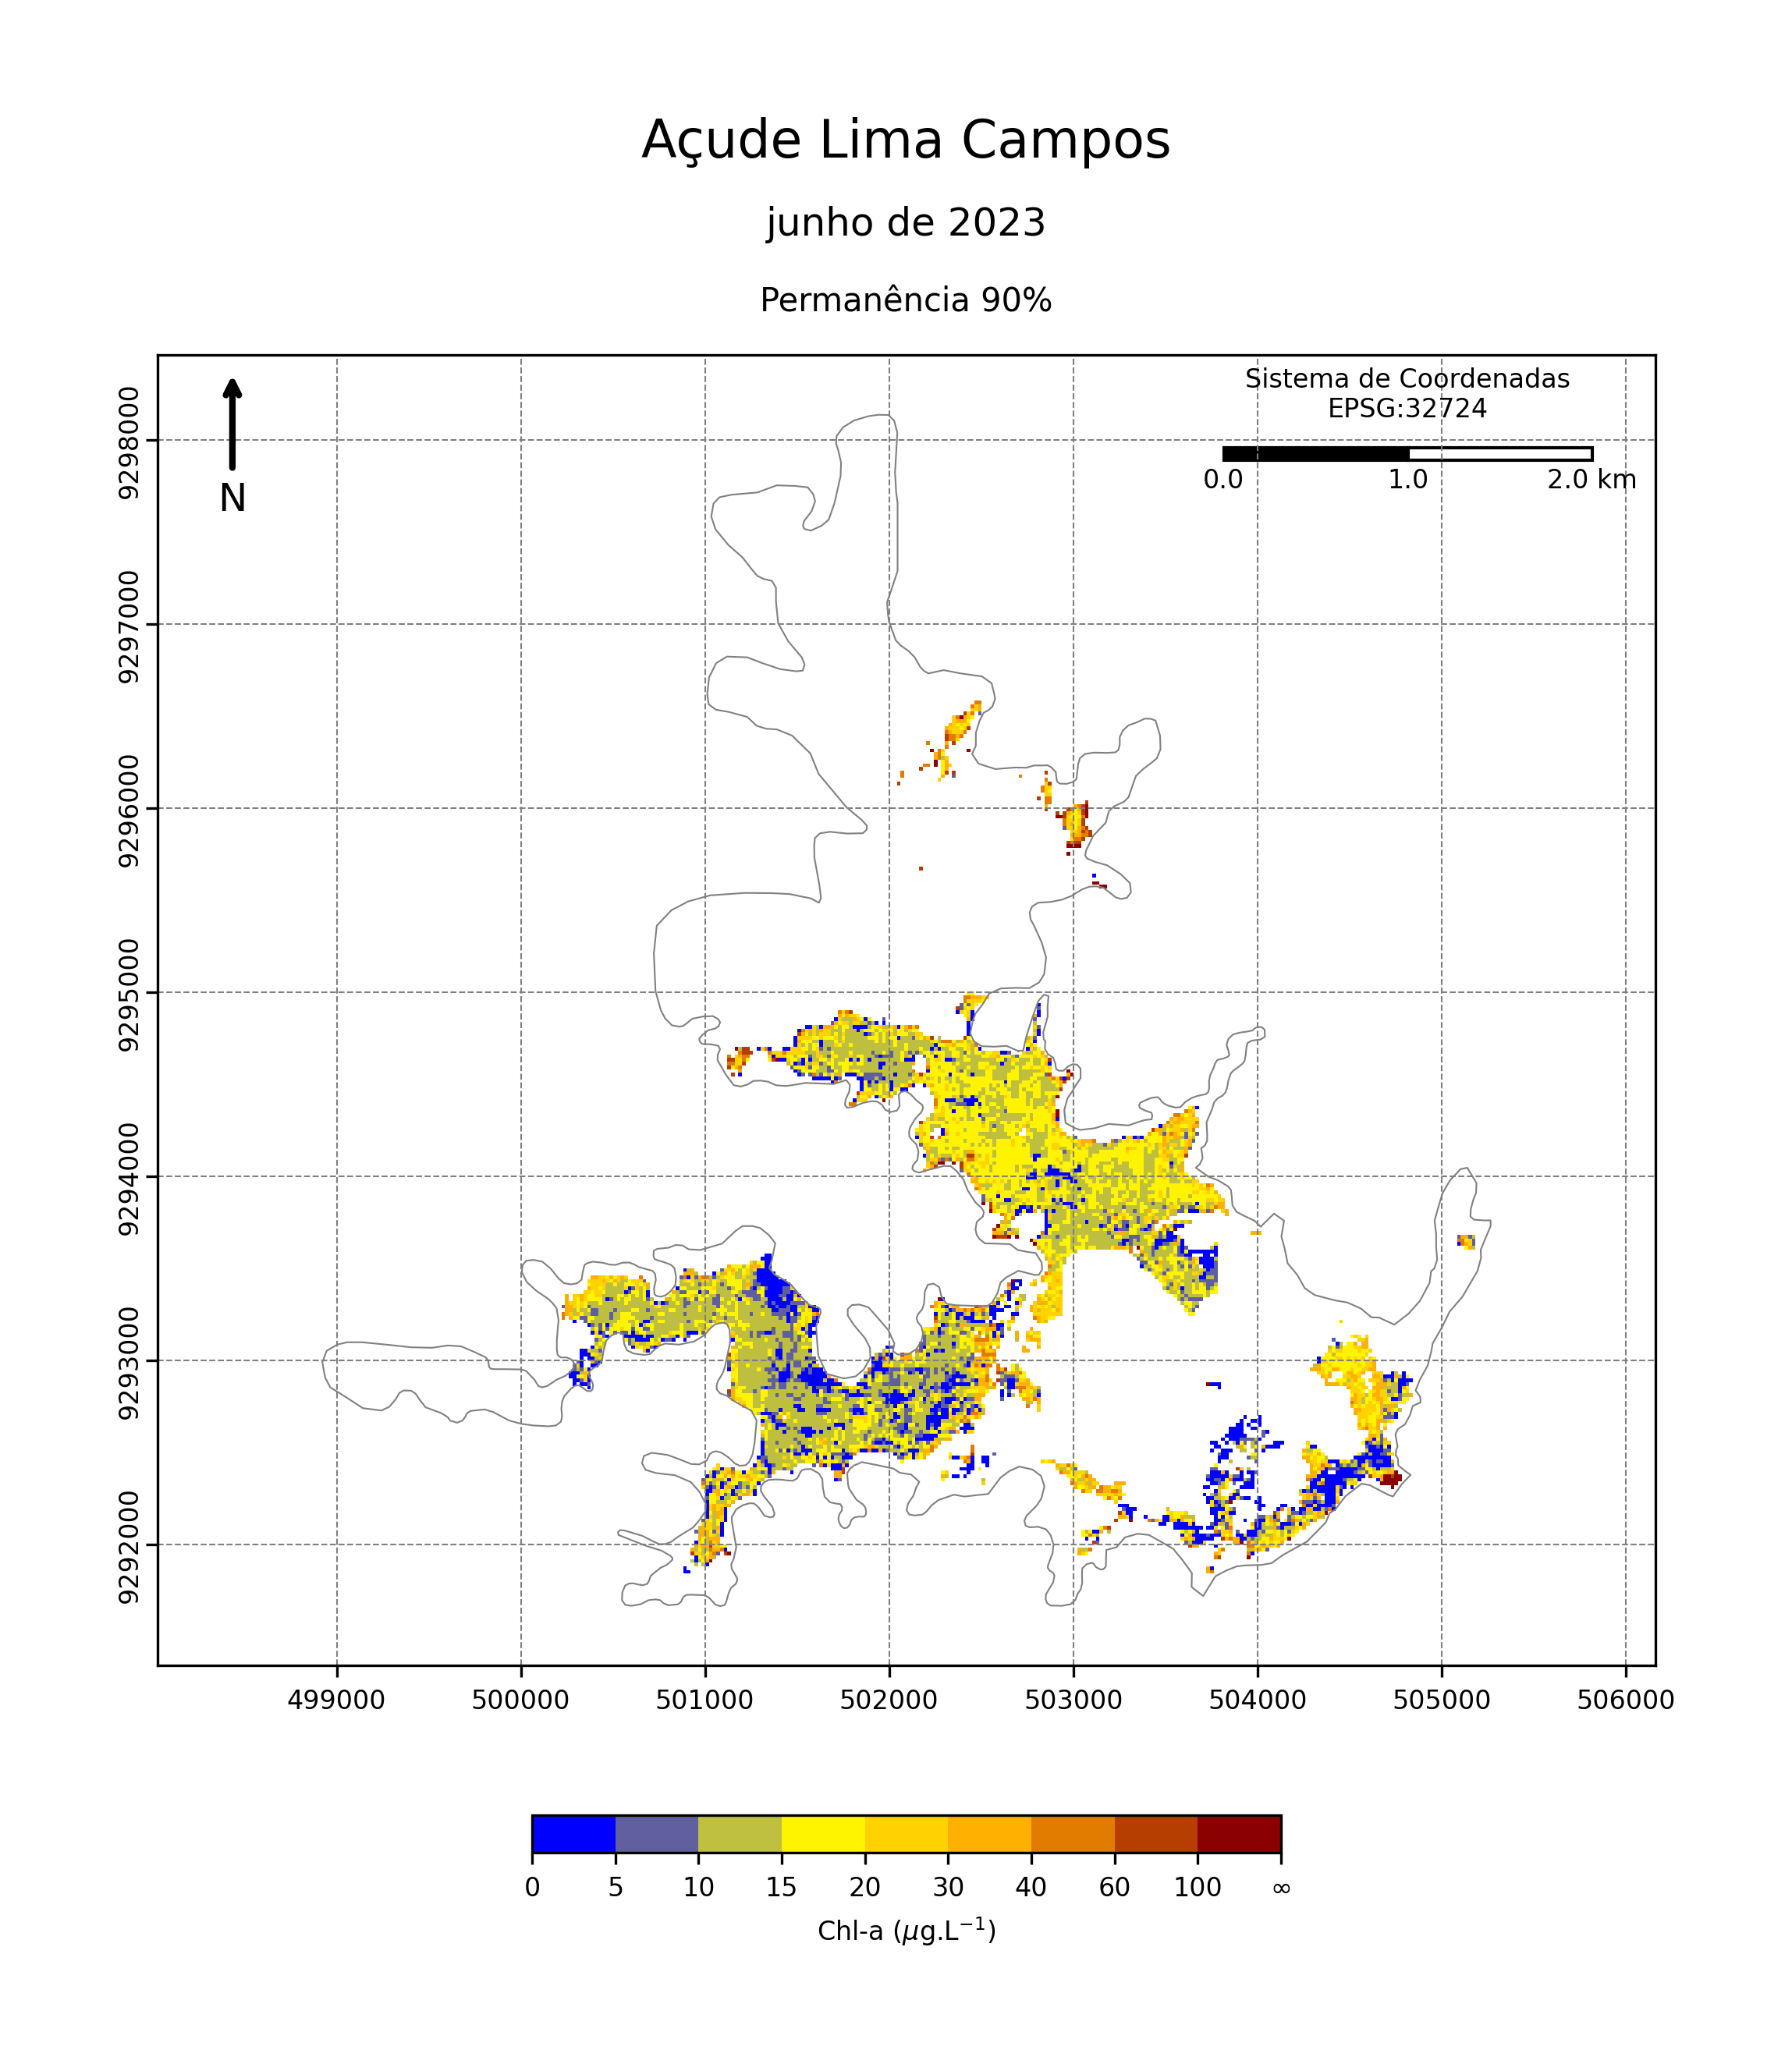 Açude Lima Campos
junho de 2023
Permanência 90%
Sistema de Coordenadas
EPSG:32724
0.0 1.0 2.0 km
N
9298000
9297000
9296000
9295000
9294000
9293000
9292000
499000 500000 501000 502000 503000 504000 505000 506000
0 5 10 15 20 30 40 60 100 ∞
Chl-a (μg.L⁻¹)